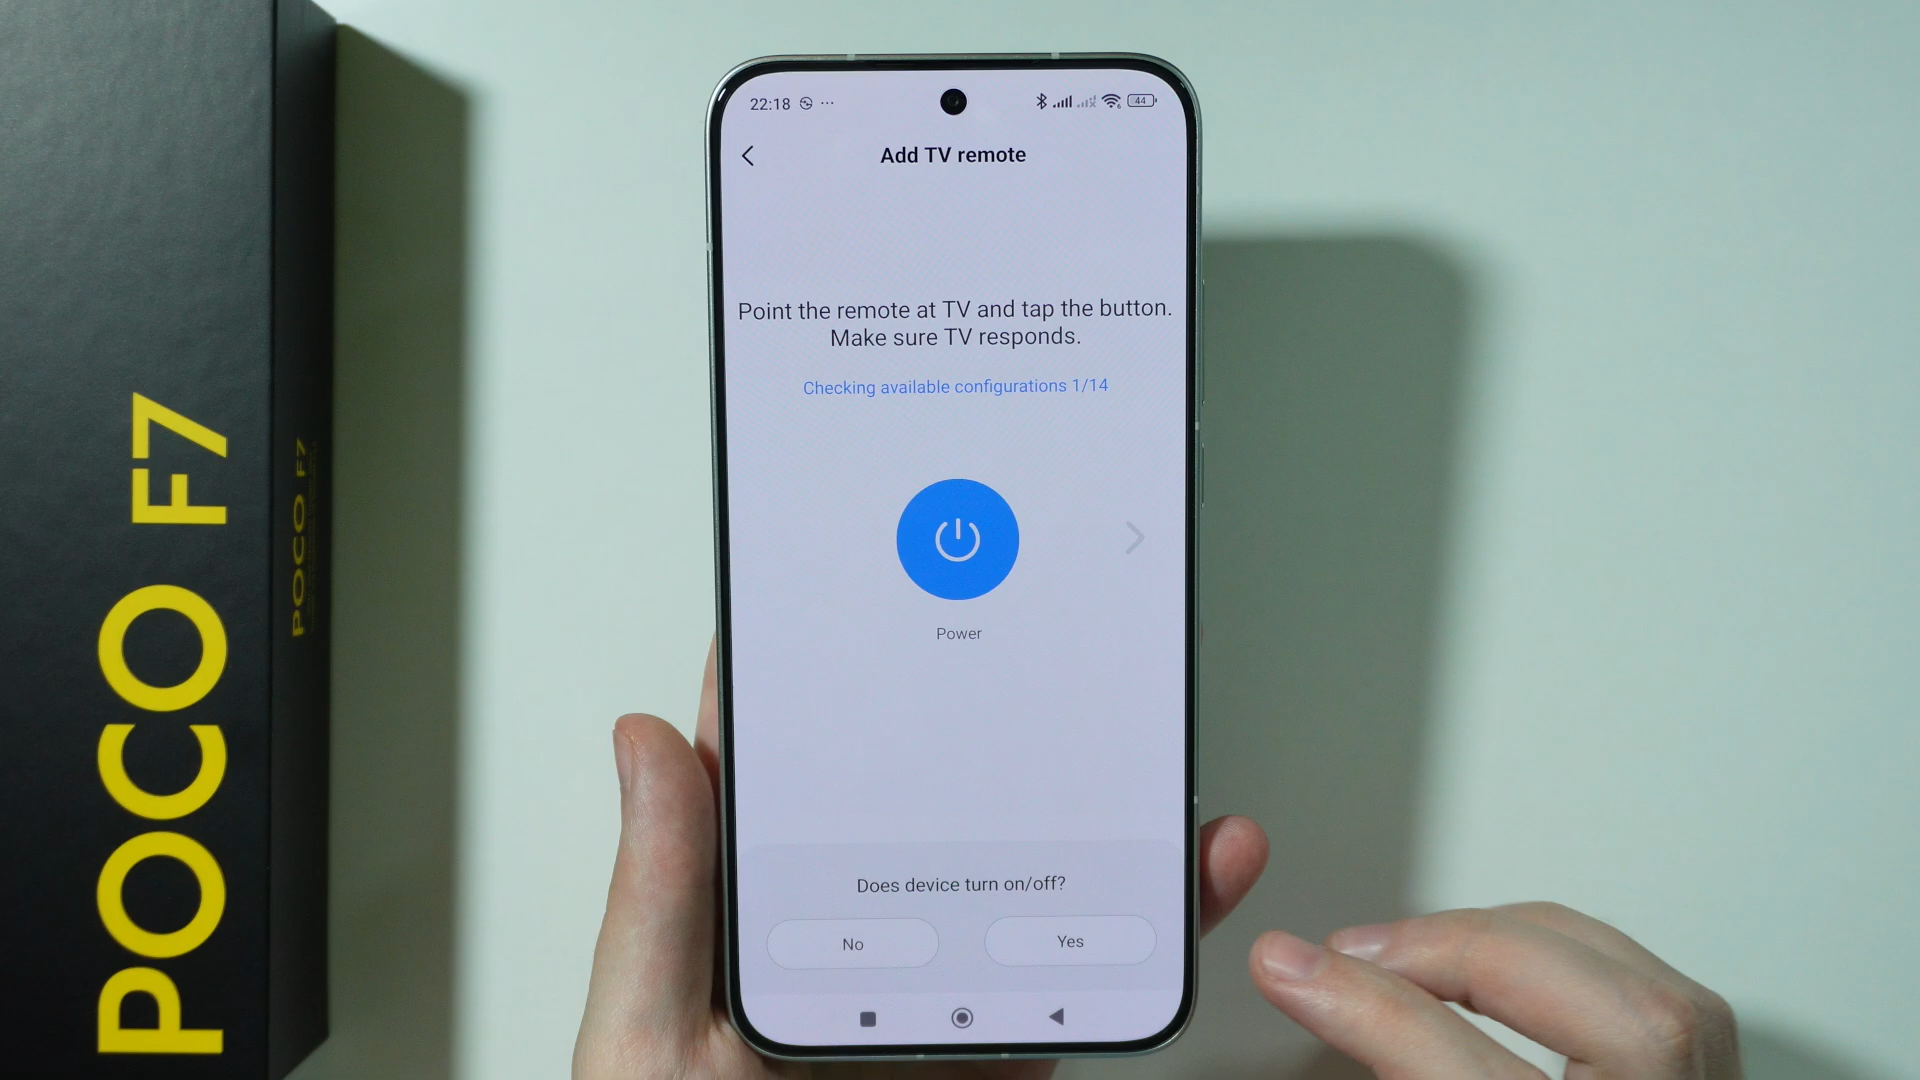 POCO F7
POCO F7
22:18
44
Add TV remote
Point the remote at TV and tap the button.
Make sure TV responds.
Checking available configurations 1/14
Power
Does device turn on/off?
No
Yes